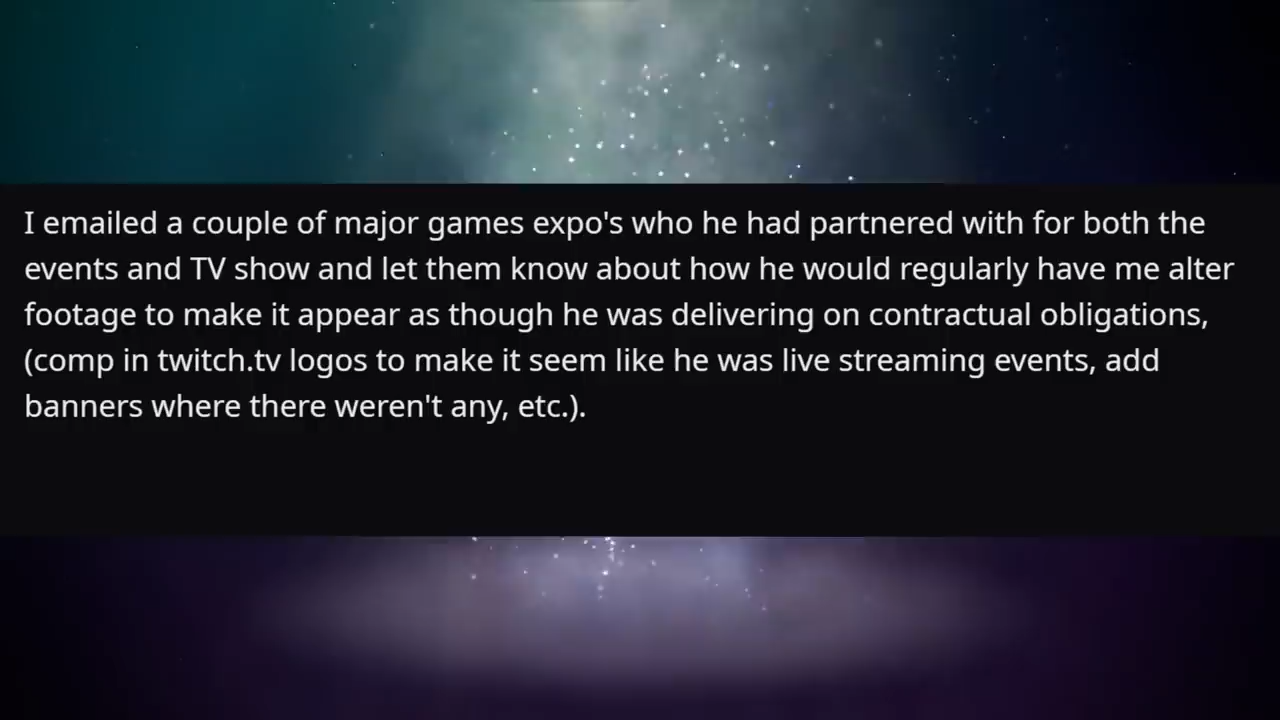 I emailed a couple of major games expo's who he had partnered with for both the
events and TV show and let them know about how he would regularly have me alter
footage to make it appear as though he was delivering on contractual obligations,
(comp in twitch.tv logos to make it seem like he was live streaming events, add
banners where there weren't any, etc.).